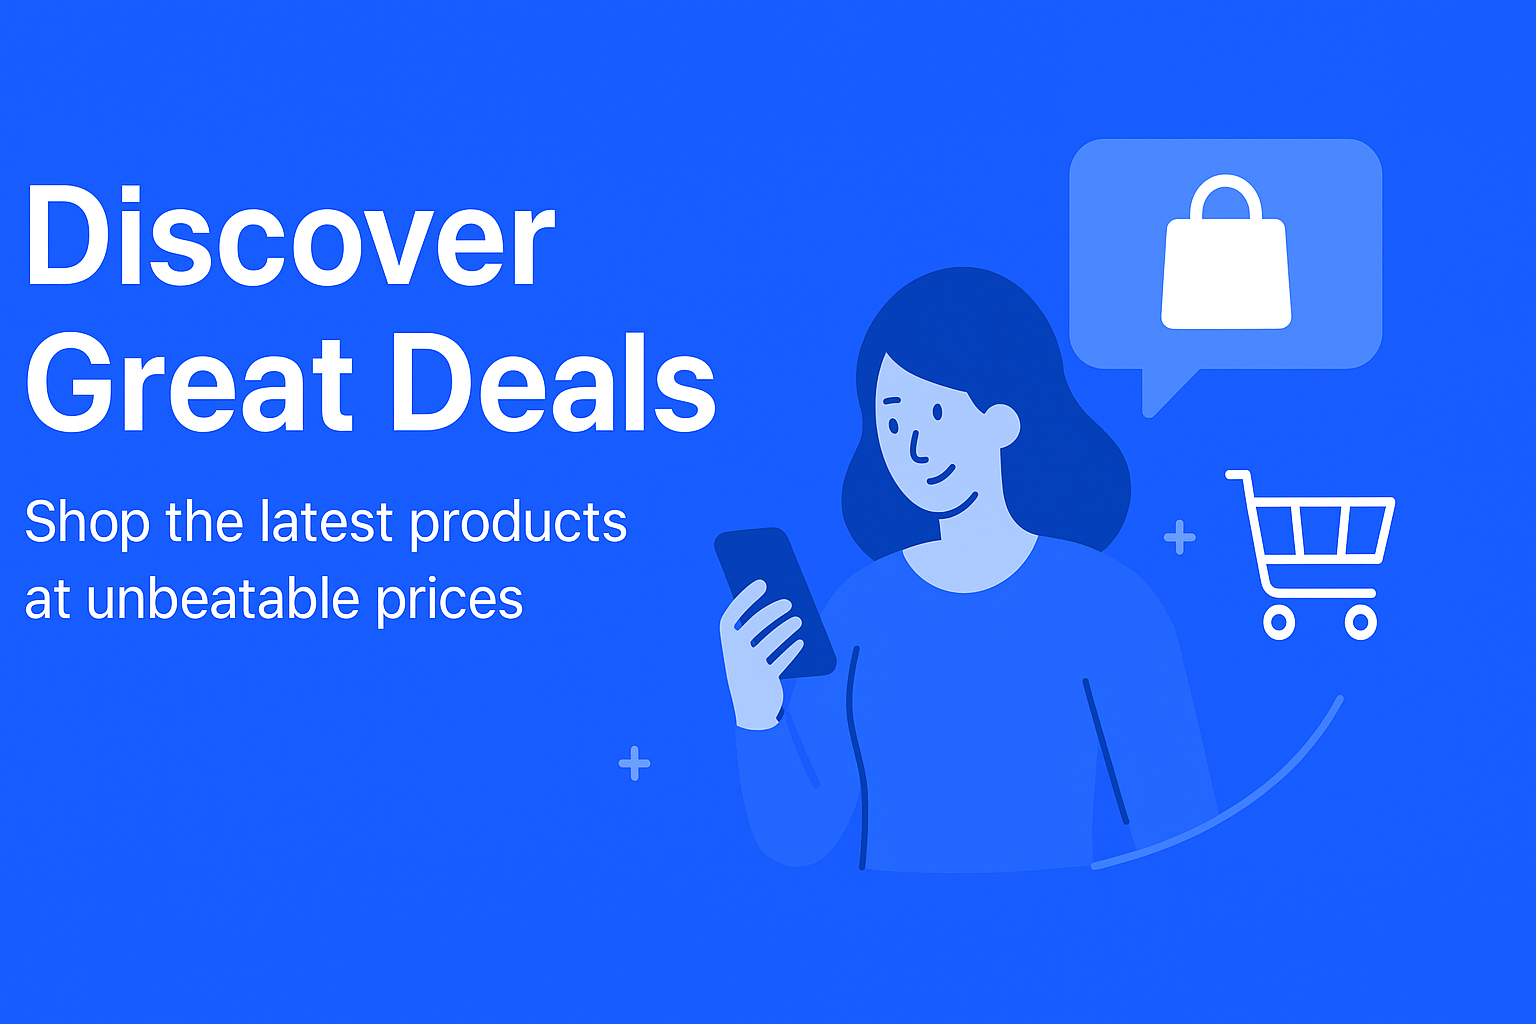 Discover
Great Deals
Shop the latest products
at unbeatable prices